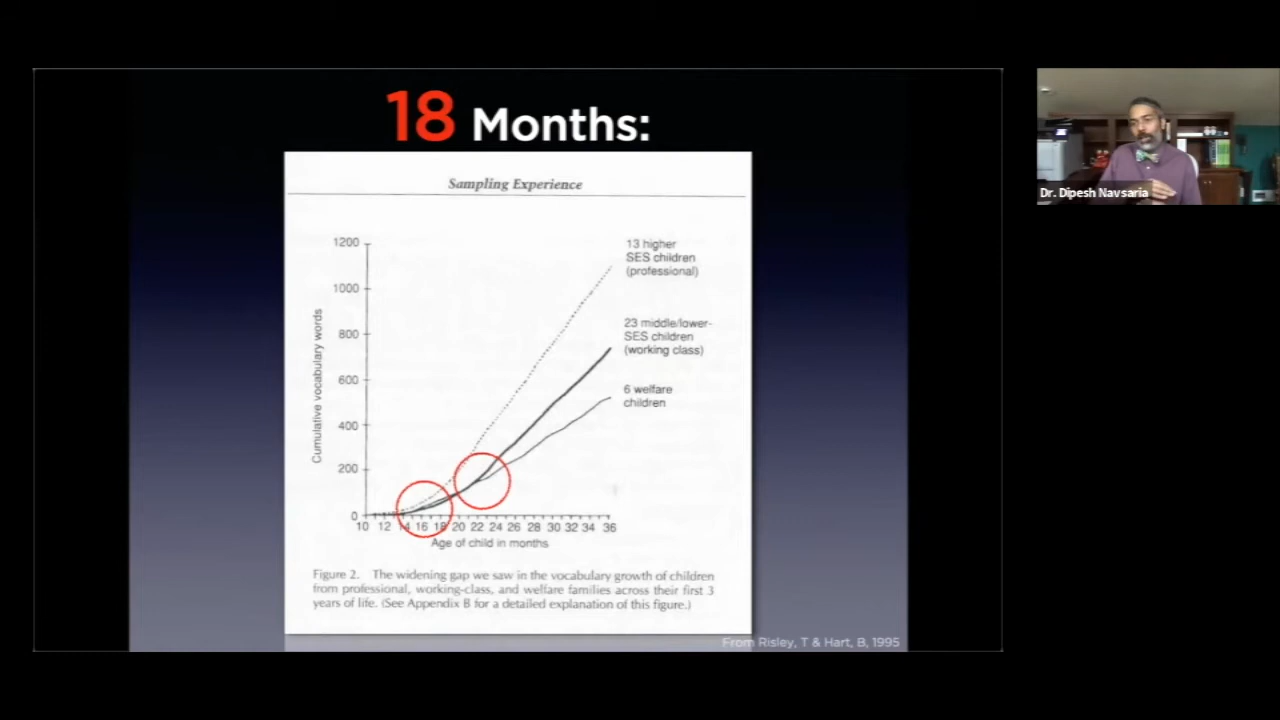 18 Months:
Sampling Experience
1200
1000
800
600
400
200
0
Cumulative vocabulary words
13 higher
SES children
(professional)
23 middle/lower-
SES children
(working class)
6 welfare
children
10 12 14 16 18 20 22 24 26 28 30 32 34 36
Age of child in months
Figure 2. The widening gap we saw in the vocabulary growth of children
from professional, working-class, and welfare families across their first 3
years of life. (See Appendix B for a detailed explanation of this figure.)
From Risley, T & Hart, B, 1995
Dr. Dipesh Navsaria